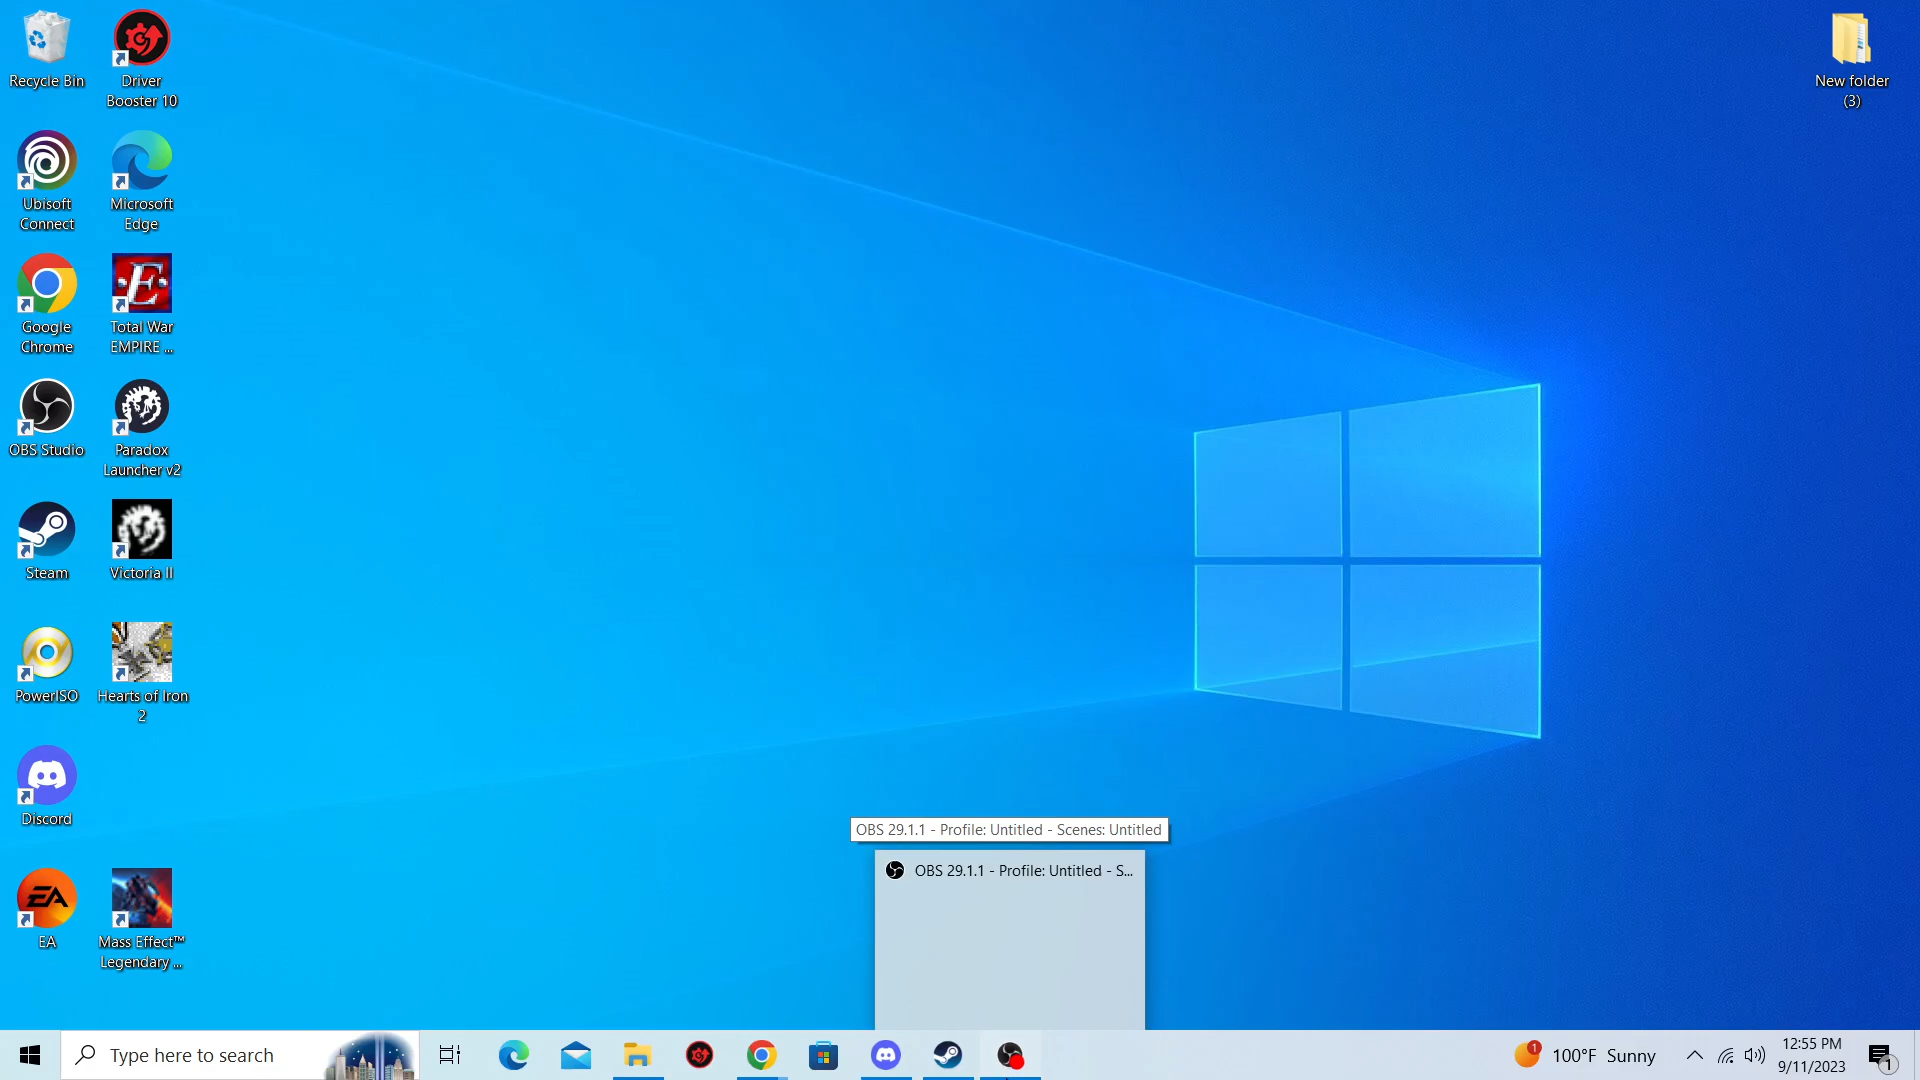 Recycle Bin
Driver
Booster 10
New folder
(3)
Ubisoft
Connect
Microsoft
Edge
Google
Chrome
Total War
EMPIRE ...
OBS Studio
Paradox
Launcher v2
Steam
Victoria II
PowerISO
Hearts of Iron
2
Discord
EA
EA
Mass Effect™
Legendary ...
OBS 29.1.1 - Profile: Untitled - Scenes: Untitled
OBS 29.1.1 - Profile: Untitled - S...
Type here to search
1
100°F Sunny
12:55 PM
9/11/2023
1